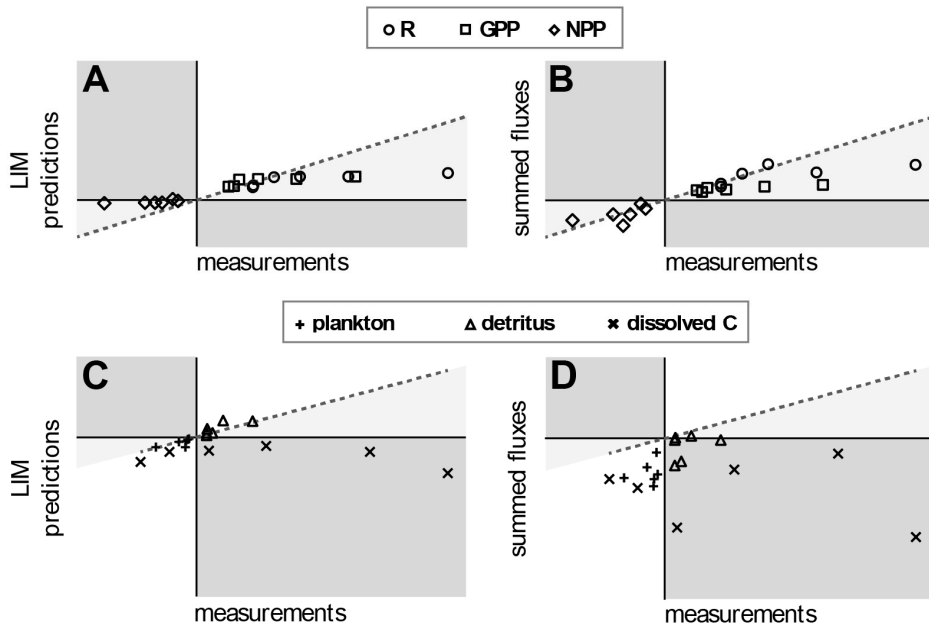 R GPP NPP
A
B
LIM
predictions
summed fluxes
measurements
measurements
plankton detritus dissolved C
C
D
LIM
predictions
summed fluxes
measurements
measurements